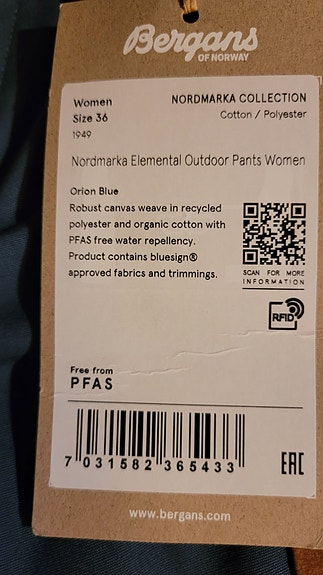 Bergans
OF NORWAY
Women
Size 36
1949
NORDMARKA COLLECTION
Cotton / Polyester
Nordmarka Elemental Outdoor Pants Women
Orion Blue
Robust canvas weave in recycled
polyester and organic cotton with
PFAS free water repellency.
Product contains bluesign®
approved fabrics and trimmings.
SCAN FOR MORE
INFORMATION
RFID
Free from
PFAS
7 031582 365433
EAC
www.bergans.com